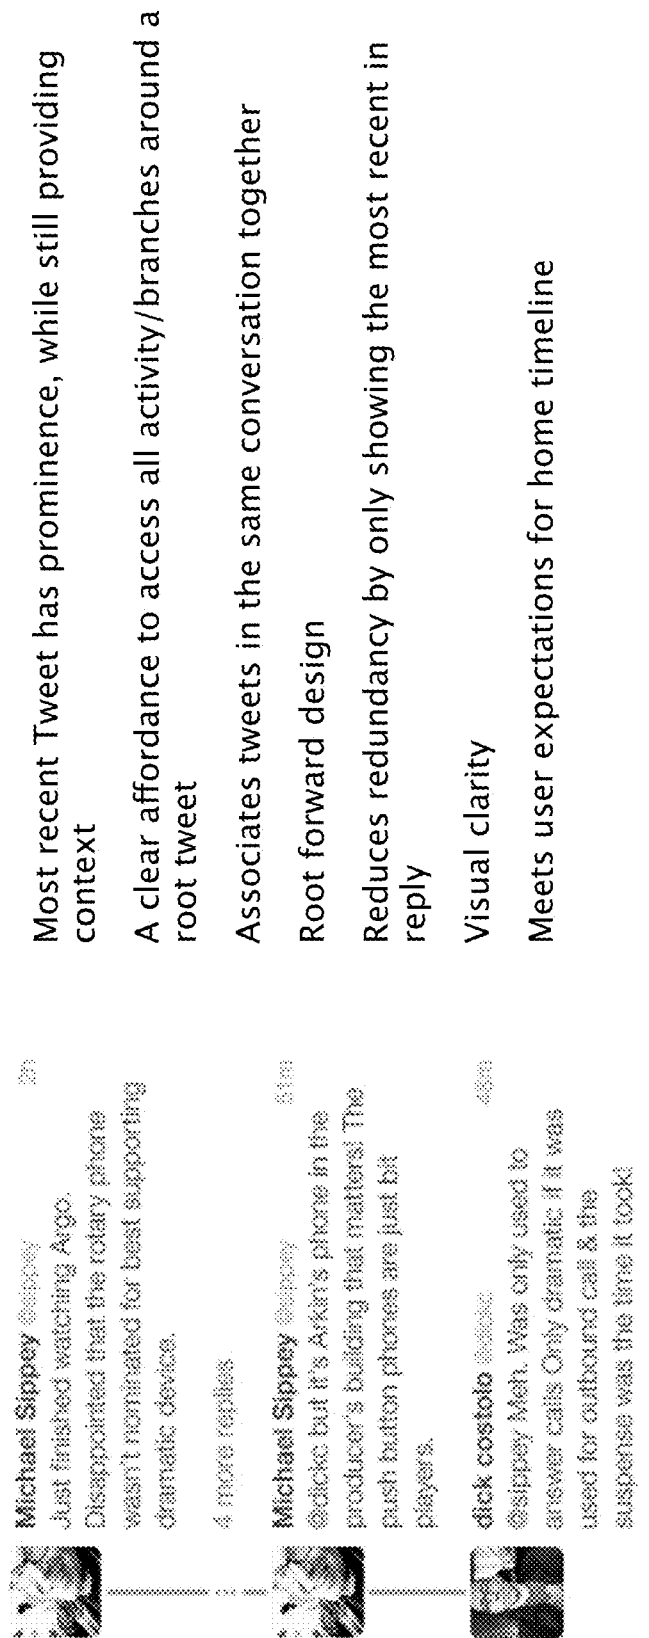 Michael Sippey @sippey 2h
Just finished watching Argo.
Disappointed that the rotary phone
wasn't nominated for best supporting
dramatic device.
4 more replies
Michael Sippey @sippey 51m
@dickc but it's Arkin's phone in the
producer's building that matters! The
push button phones are just bit
players.
dick costolo @dickc 48m
@sippey Meh. Was only used to
answer calls Only dramatic if it was
used for outbound call & the
suspense was the time it took!
Most recent Tweet has prominence, while still providing
context
A clear affordance to access all activity/branches around a
root tweet
Associates tweets in the same conversation together
Root forward design
Reduces redundancy by only showing the most recent in
reply
Visual clarity
Meets user expectations for home timeline